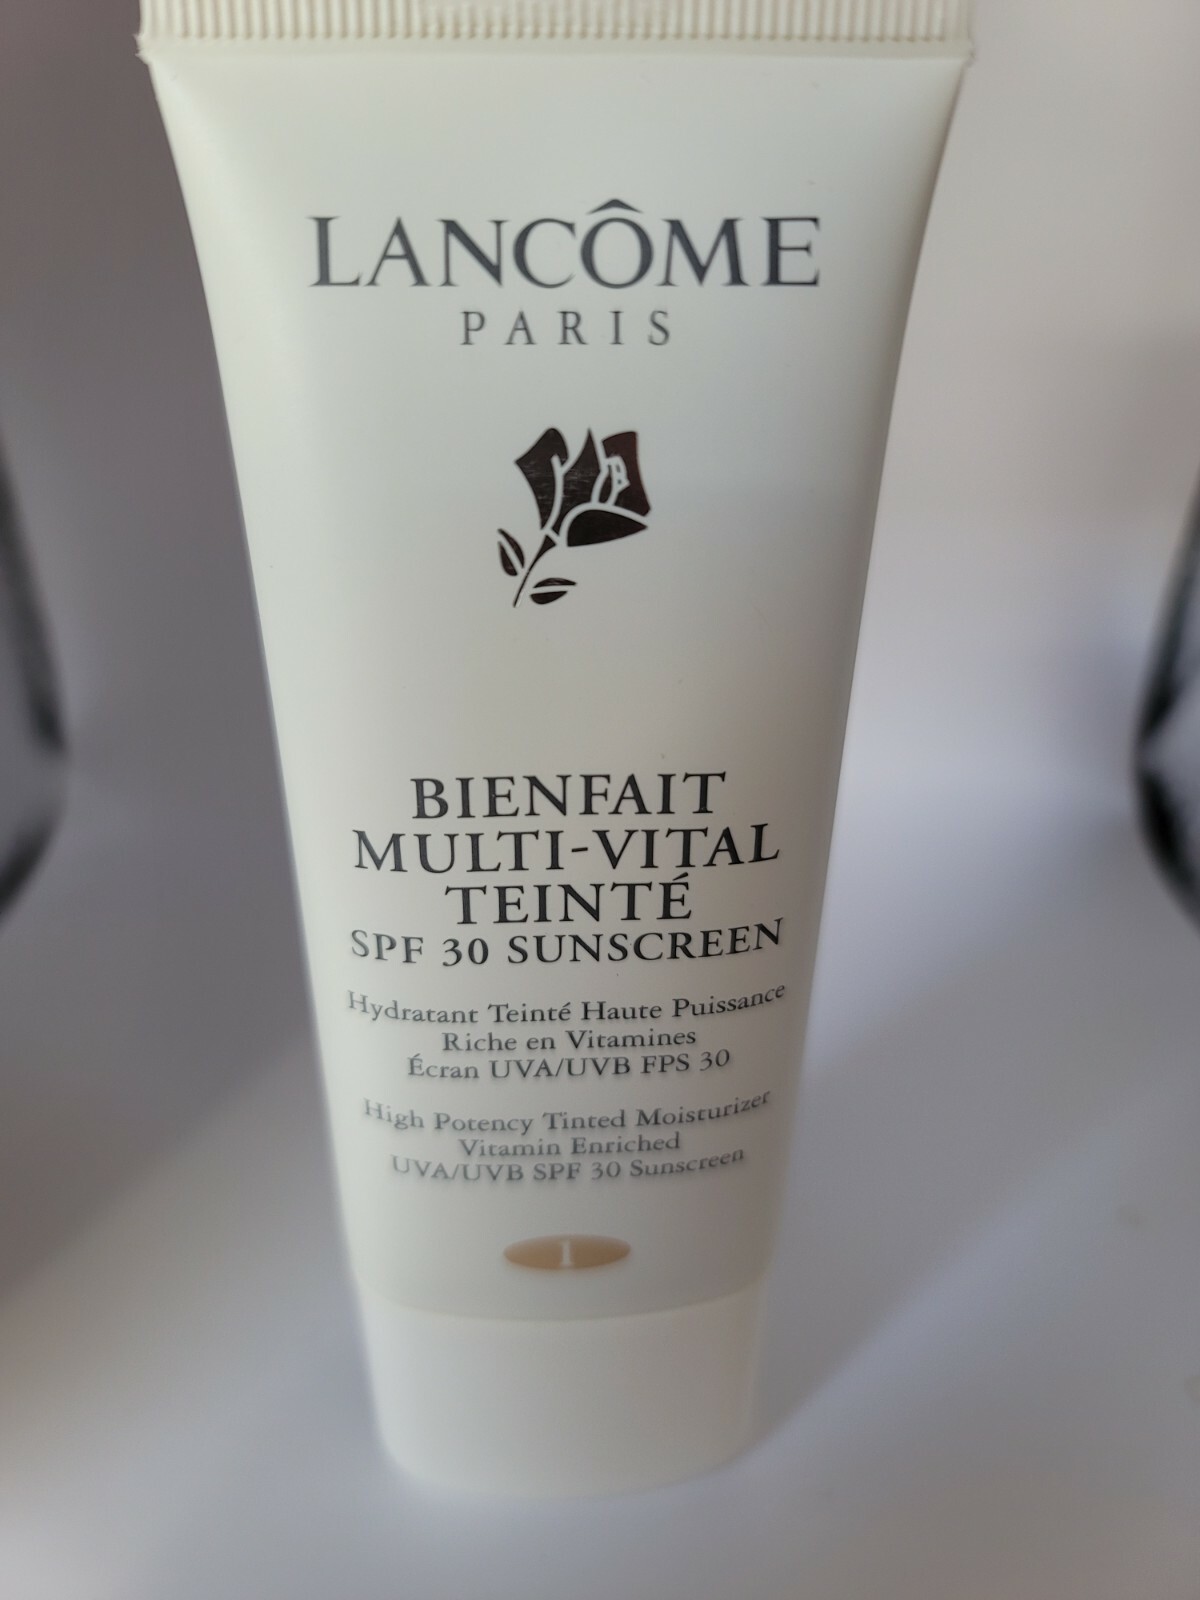 LANCÔME
PARIS
BIENFAIT
MULTI-VITAL
TEINTÉ
SPF 30 SUNSCREEN
Hydratant Teinté Haute Puissance
Riche en Vitamines
Écran UVA/UVB FPS 30
High Potency Tinted Moisturizer
Vitamin Enriched
UVA/UVB SPF 30 Sunscreen
1